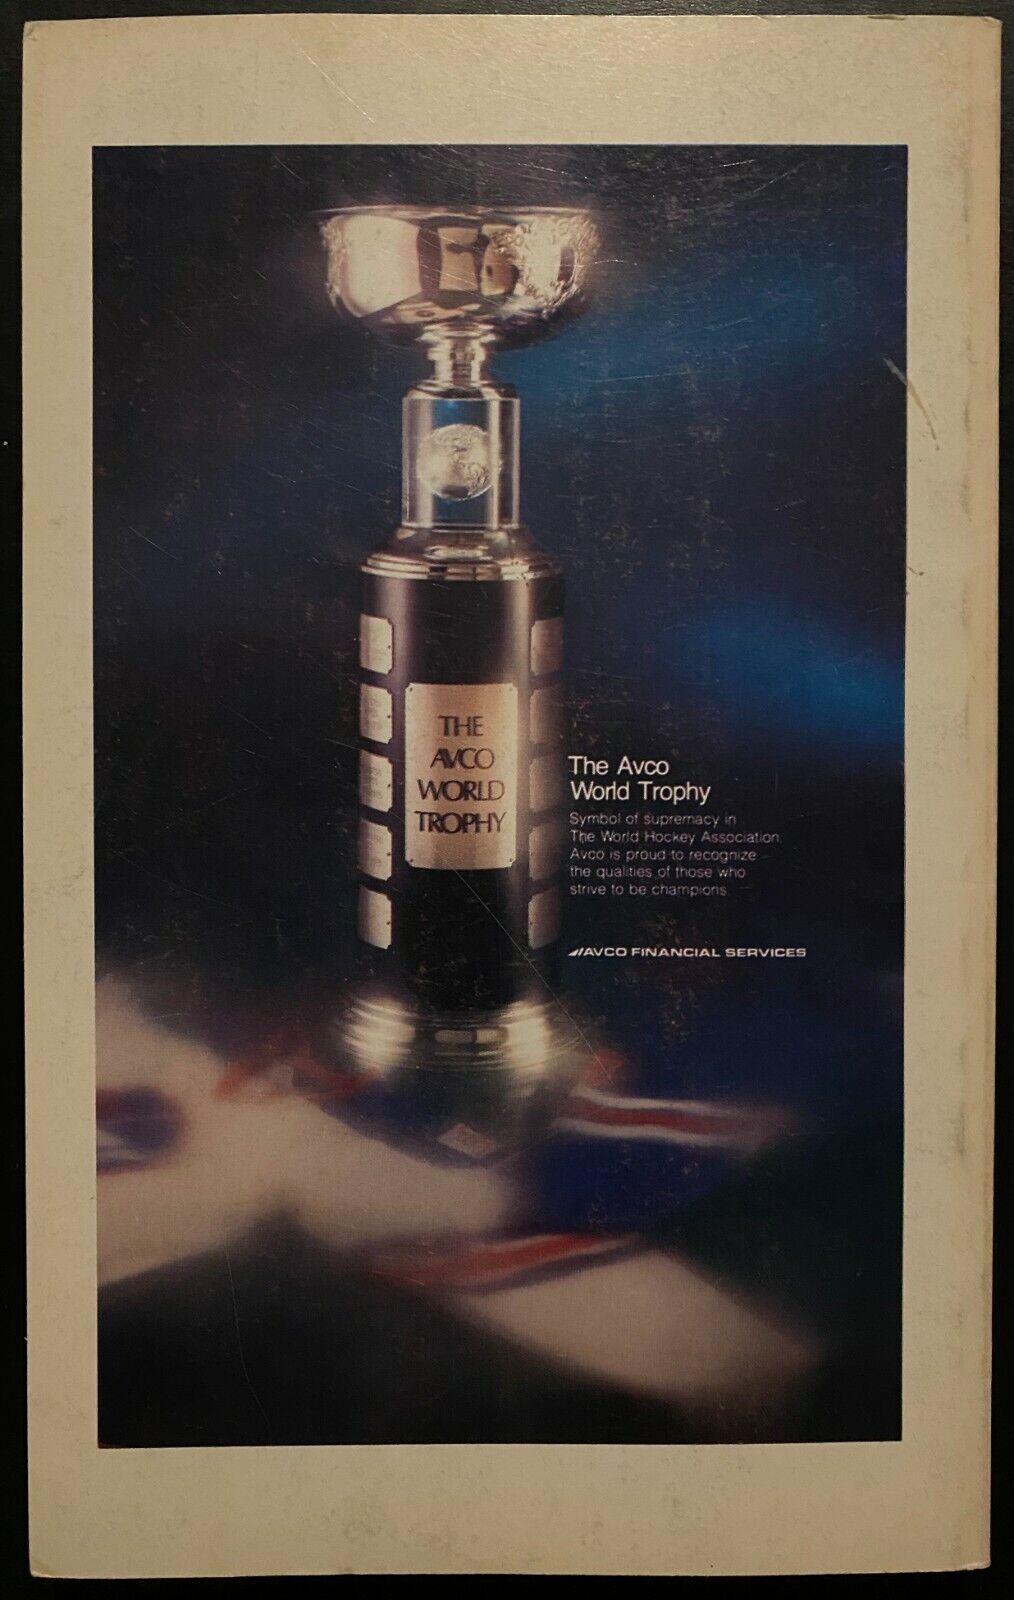 THE
AVCO
WORLD
TROPHY
The Avco
World Trophy
Symbol of supremacy in
The World Hockey Association.
Avco is proud to recognize
the qualities of those who
strive to be champions.
AVCO FINANCIAL SERVICES